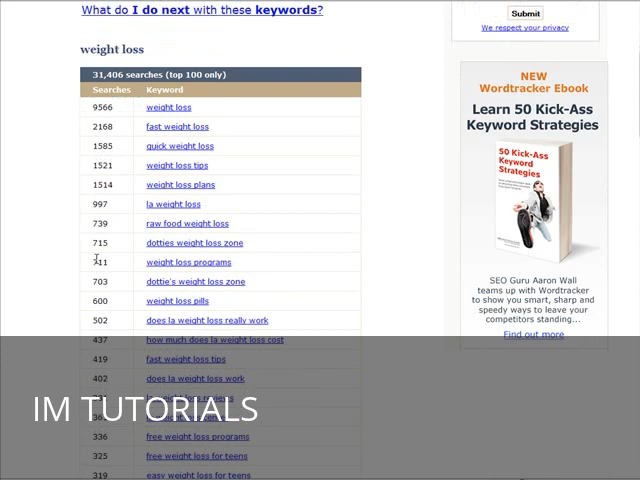 What do I do next with these keywords?
weight loss
31,406 searches (top 100 only)
Searches Keyword
9566 weight loss
2168 fast weight loss
1585 quick weight loss
1521 weight loss tips
1514 weight loss plans
997 la weight loss
739 raw food weight loss
715 dotties weight loss zone
711 weight loss programs
703 dottie's weight loss zone
600 weight loss pills
502 does la weight loss really work
437 how much does la weight loss cost
419 fast weight loss tips
402 does la weight loss work
la weight loss reviews
weight loss
336 free weight loss programs
325 free weight loss for teens
319 easy weight loss for teens
IM TUTORIALS
Submit
We respect your privacy
NEW
Wordtracker Ebook
Learn 50 Kick-Ass
Keyword Strategies
50 Kick-Ass
Keyword
Strategies
SEO Guru Aaron Wall
teams up with Wordtracker
to show you smart, sharp and
speedy ways to leave your
competitors standing...
Find out more